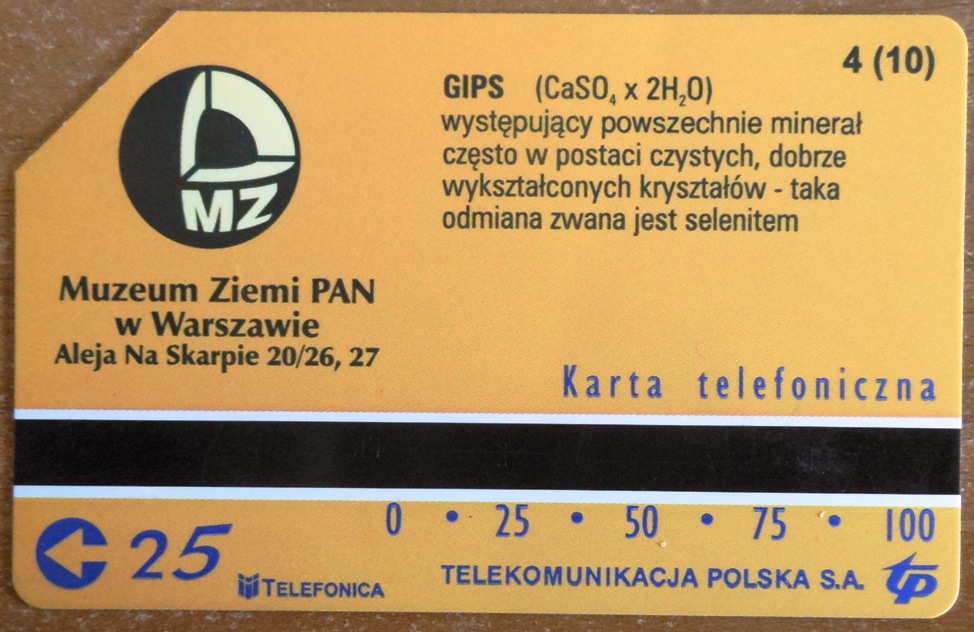 4 (10)
MZ
GIPS (CaSO₄ x 2H₂O)
występujący powszechnie minerał
często w postaci czystych, dobrze
wykształconych kryształów - taka
odmiana zwana jest selenitem
Muzeum Ziemi PAN
w Warszawie
Aleja Na Skarpie 20/26, 27
Karta telefoniczna
0 • 25 • 50 • 75 • 100
25
TELEFONICA
TELEKOMUNIKACJA POLSKA S.A. tp